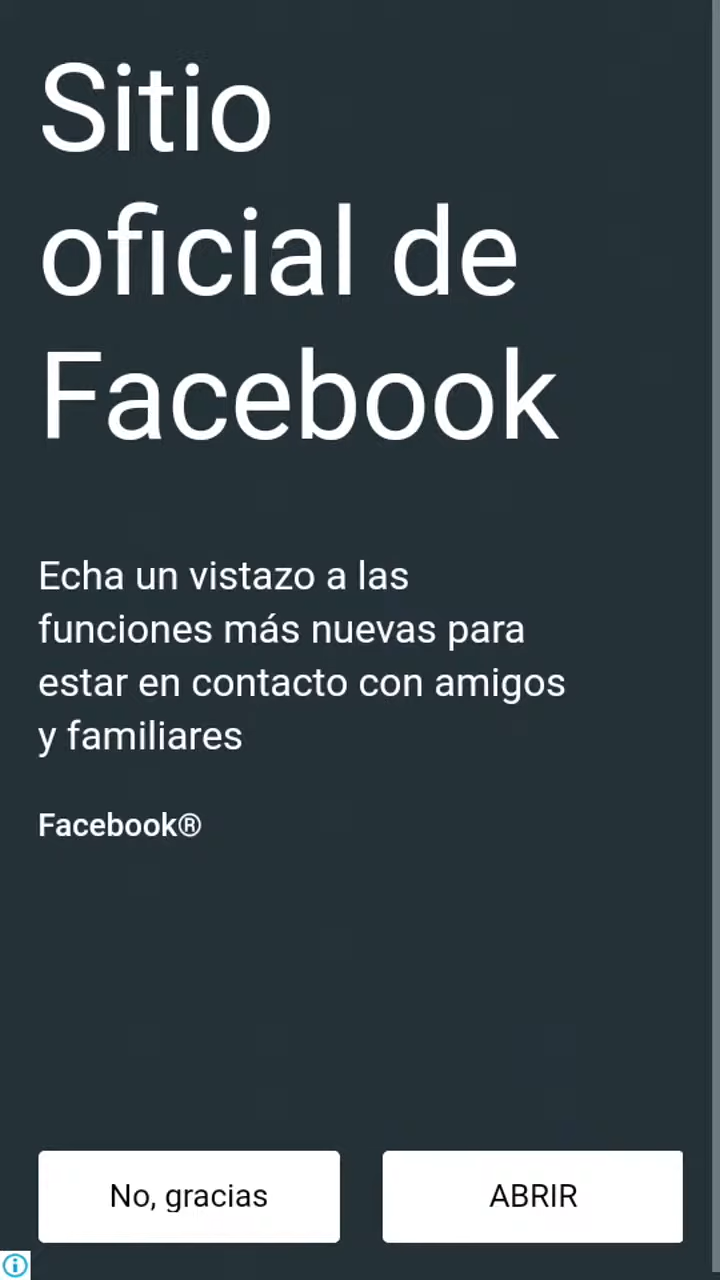 Sitio
oficial de
Facebook
Echa un vistazo a las
funciones más nuevas para
estar en contacto con amigos
y familiares
Facebook®
No, gracias
ABRIR